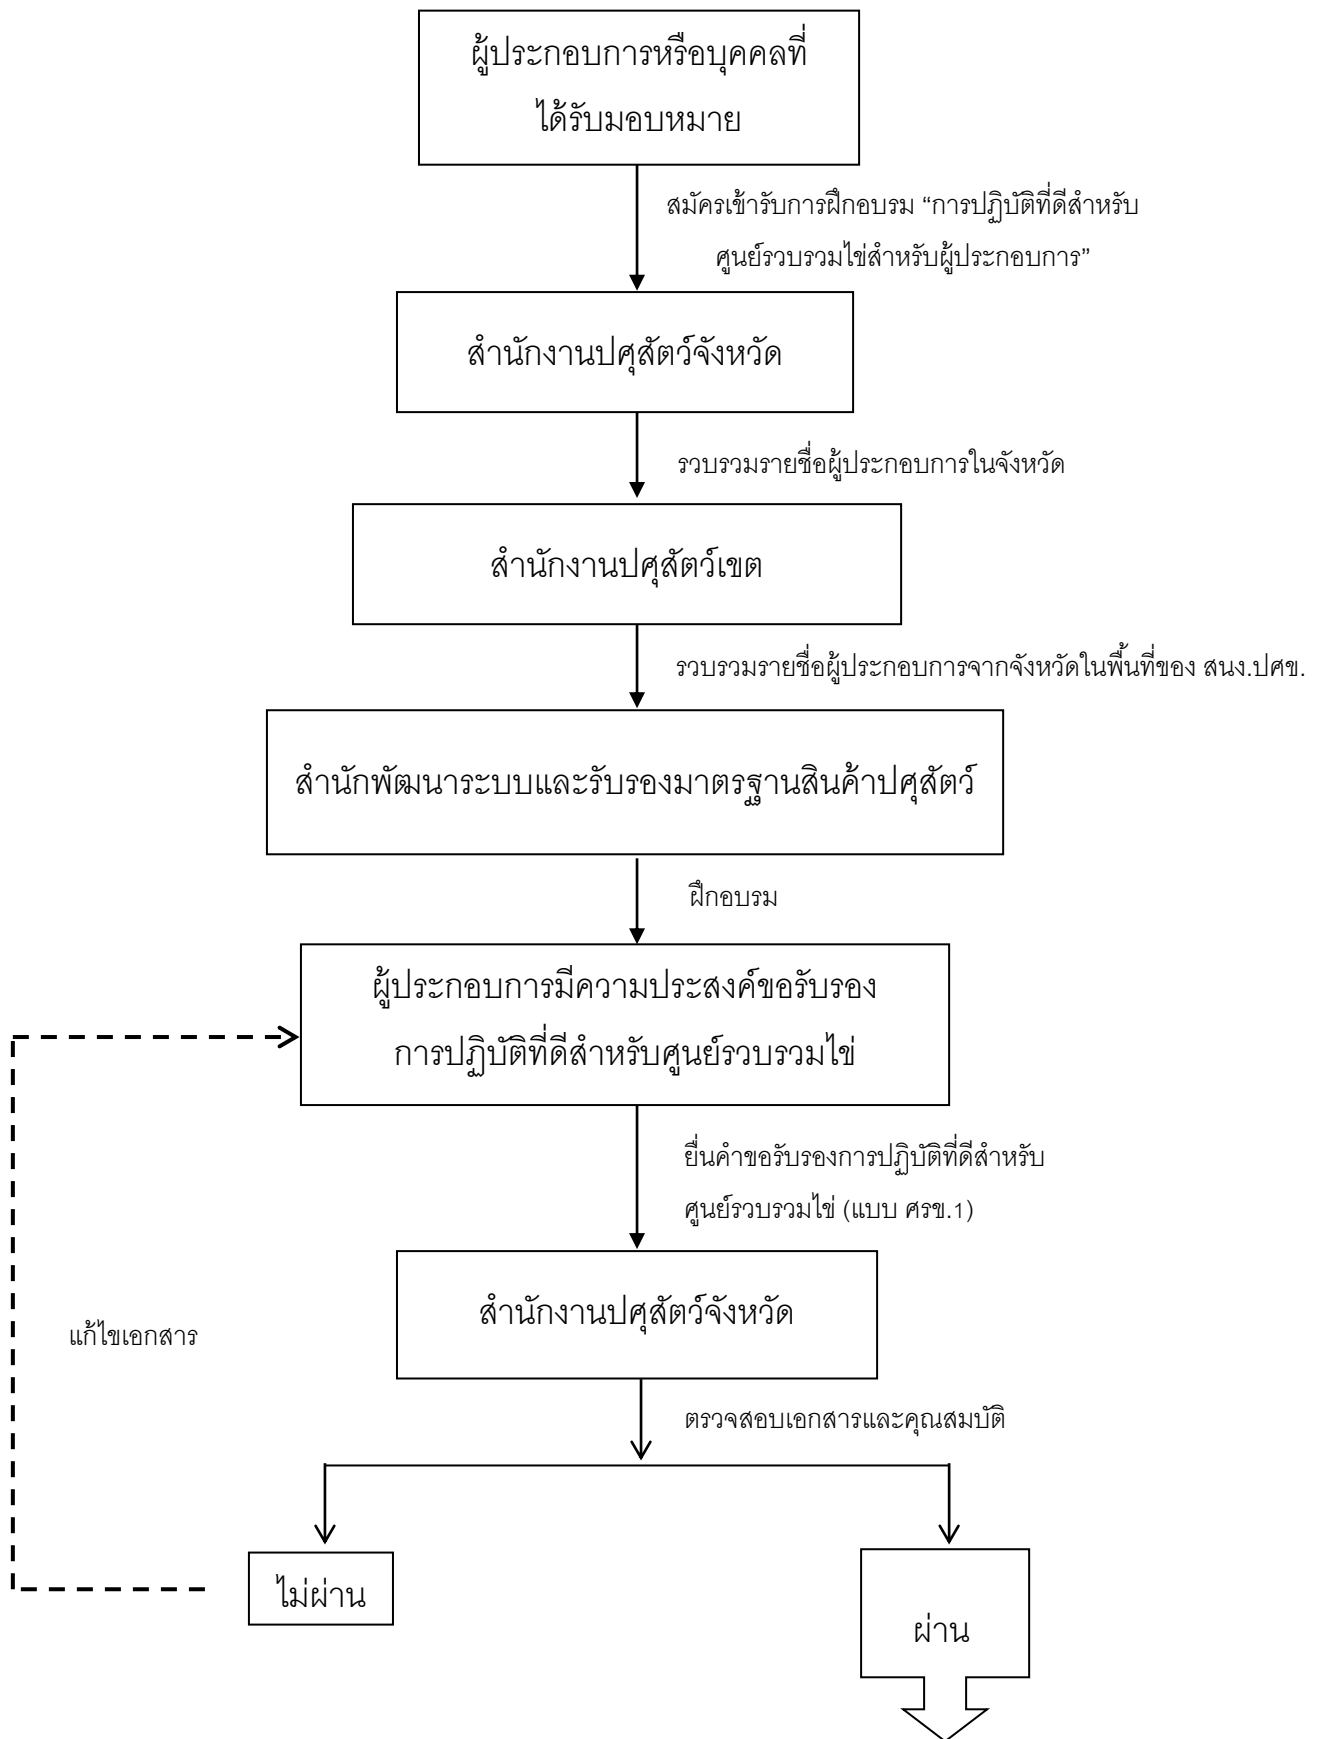 ผู้ประกอบการหรือบุคคลที่
ได้รับมอบหมาย
สมัครเข้ารับการฝึกอบรม “การปฏิบัติที่ดีสำหรับ
ศูนย์รวบรวมไข่สำหรับผู้ประกอบการ”
สำนักงานปศุสัตว์จังหวัด
รวบรวมรายชื่อผู้ประกอบการในจังหวัด
สำนักงานปศุสัตว์เขต
รวบรวมรายชื่อผู้ประกอบการจากจังหวัดในพื้นที่ของ สนง.ปศข.
สำนักพัฒนาระบบและรับรองมาตรฐานสินค้าปศุสัตว์
ฝึกอบรม
ผู้ประกอบการมีความประสงค์ขอรับรอง
การปฏิบัติที่ดีสำหรับศูนย์รวบรวมไข่
ยื่นคำขอรับรองการปฏิบัติที่ดีสำหรับ
ศูนย์รวบรวมไข่ (แบบ ศรข.1)
สำนักงานปศุสัตว์จังหวัด
แก้ไขเอกสาร
ตรวจสอบเอกสารและคุณสมบัติ
ไม่ผ่าน
ผ่าน